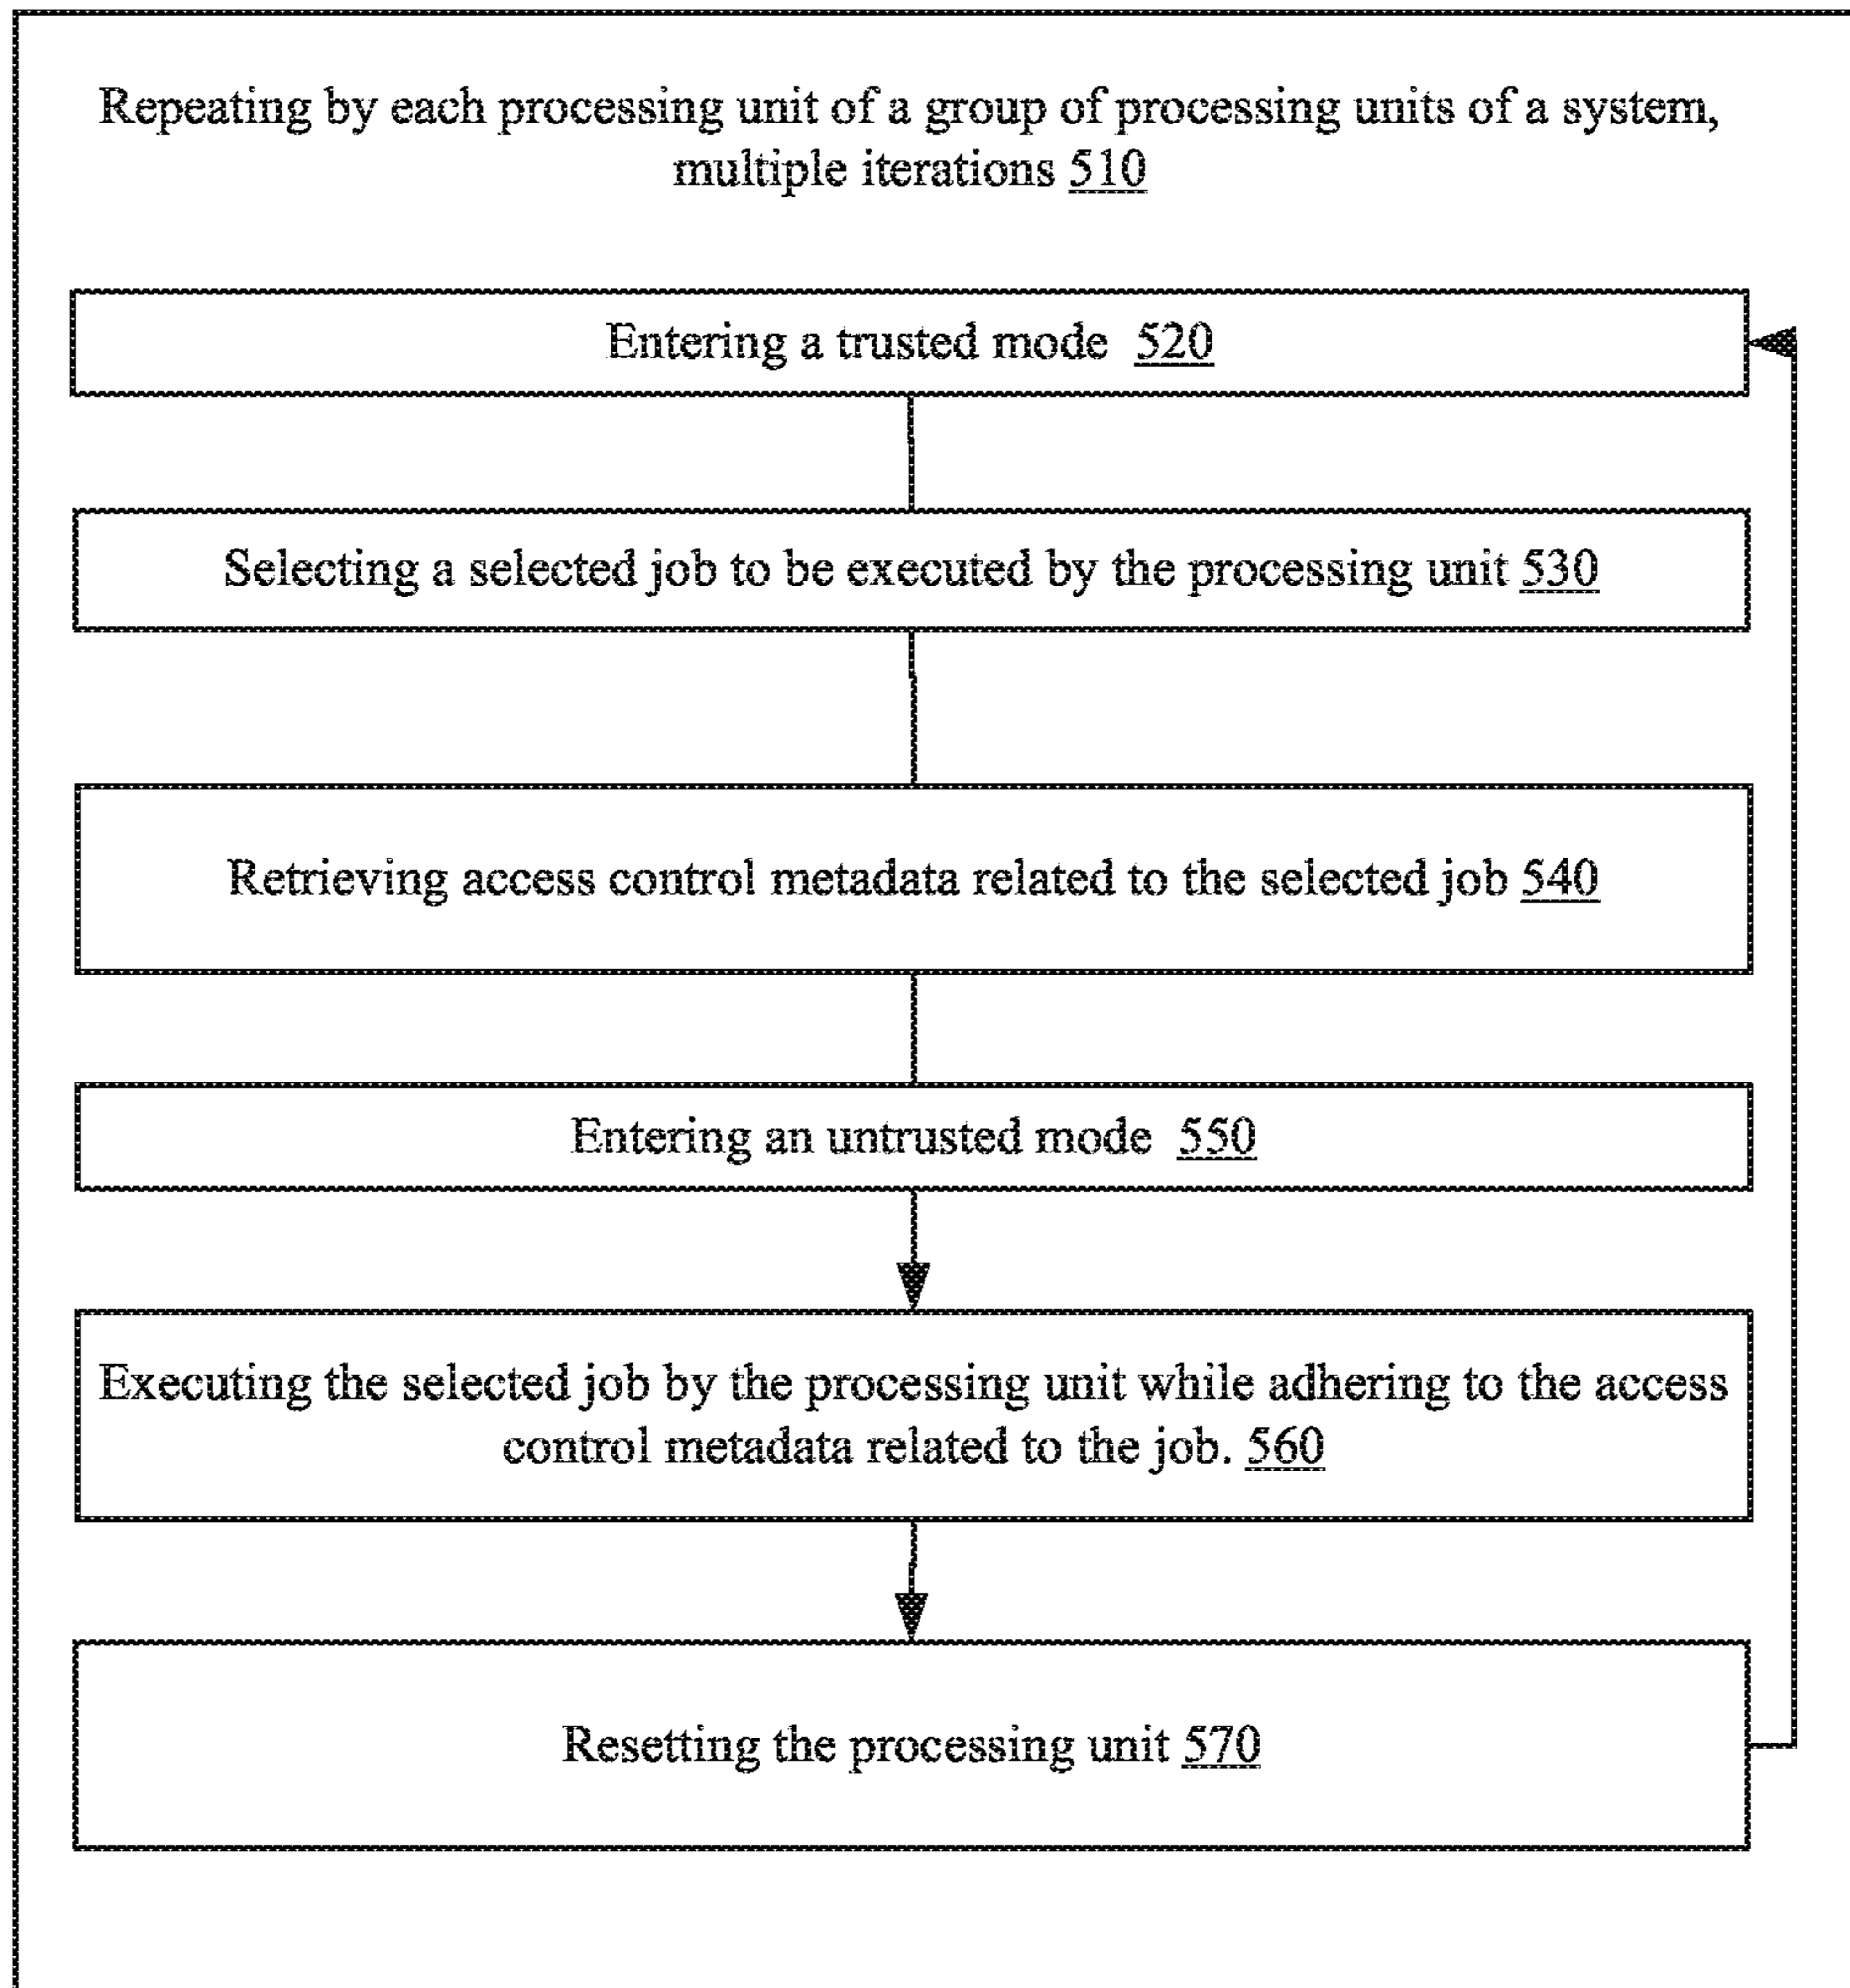 Repeating by each processing unit of a group of processing units of a system,
multiple iterations 510
Entering a trusted mode 520
Selecting a selected job to be executed by the processing unit 530
Retrieving access control metadata related to the selected job 540
Entering an untrusted mode 550
Executing the selected job by the processing unit while adhering to the access
control metadata related to the job. 560
Resetting the processing unit 570